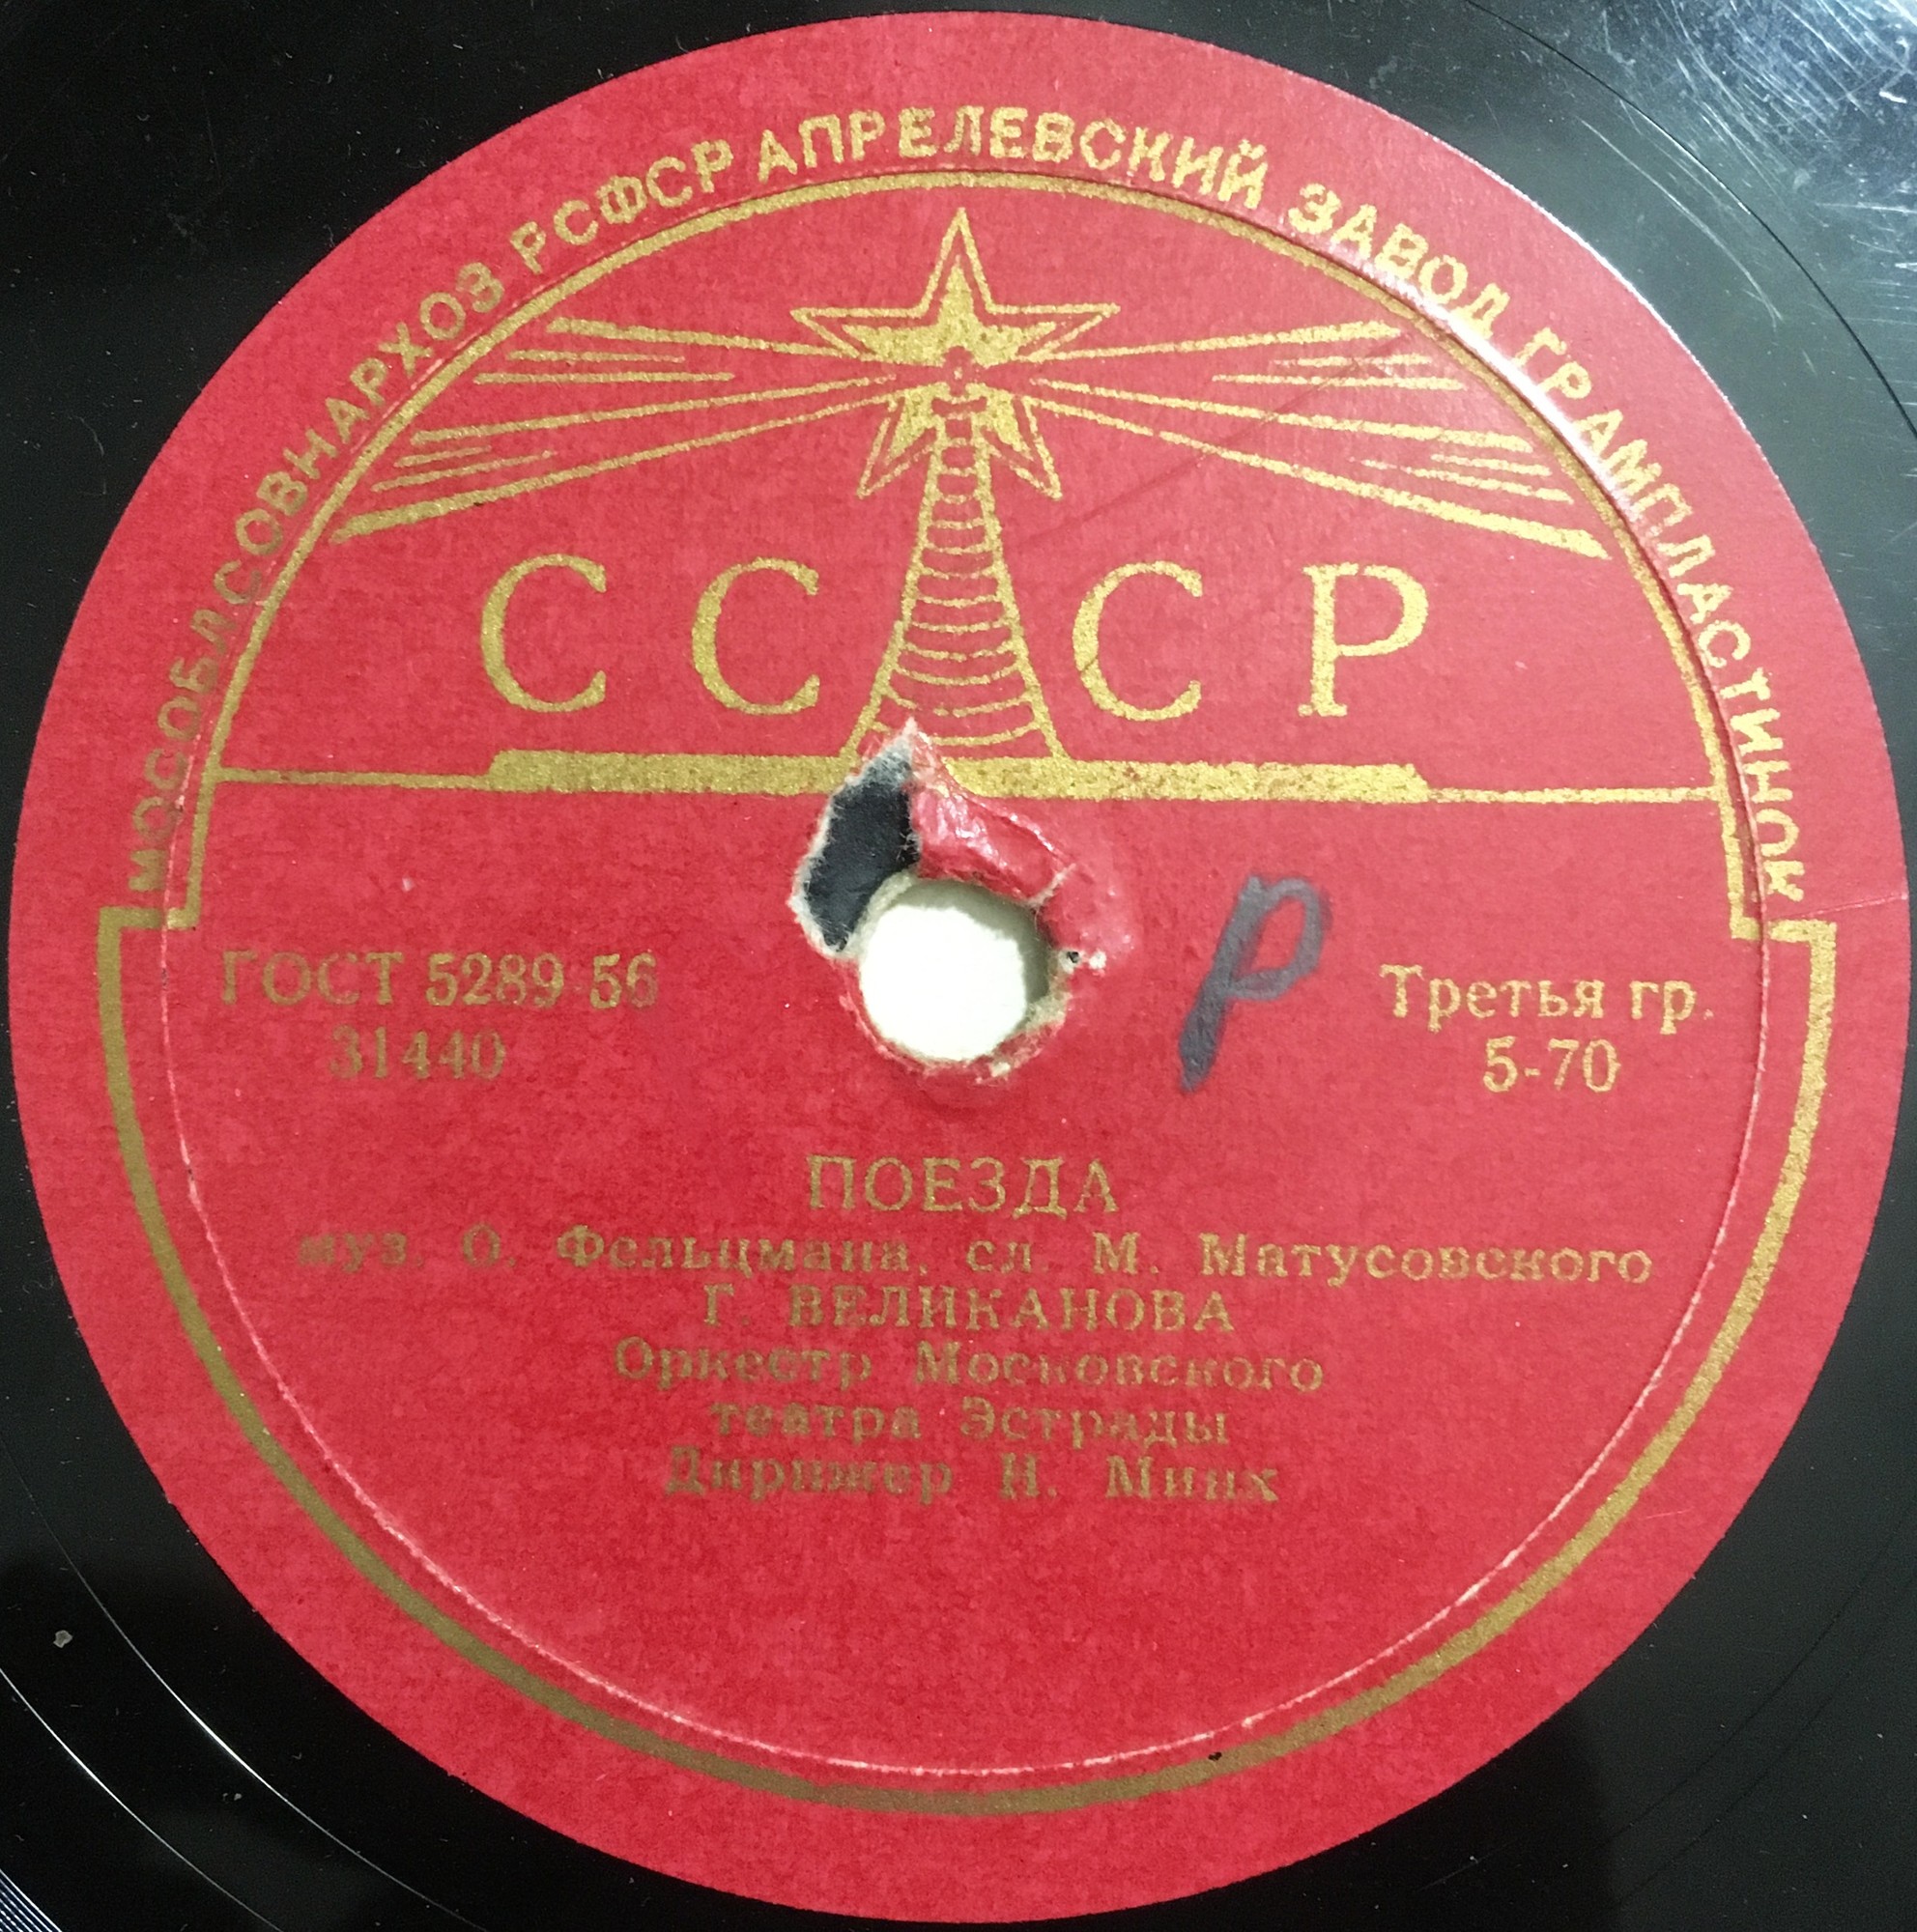 МОСОБЛСОВНАРХОЗ РСФСР АПРЕЛЕВСКИЙ ЗАВОД ГРАМПЛАСТИНОК
СССР
Р
ГОСТ 5289-56
31440
Третья гр.
5-70
ПОЕЗДА
муз. О. Фельцмана, сл. М. Матусовского
Г. ВЕЛИКАНОВА
Оркестр Московского
театра Эстрады
Дирижер Н. Минх